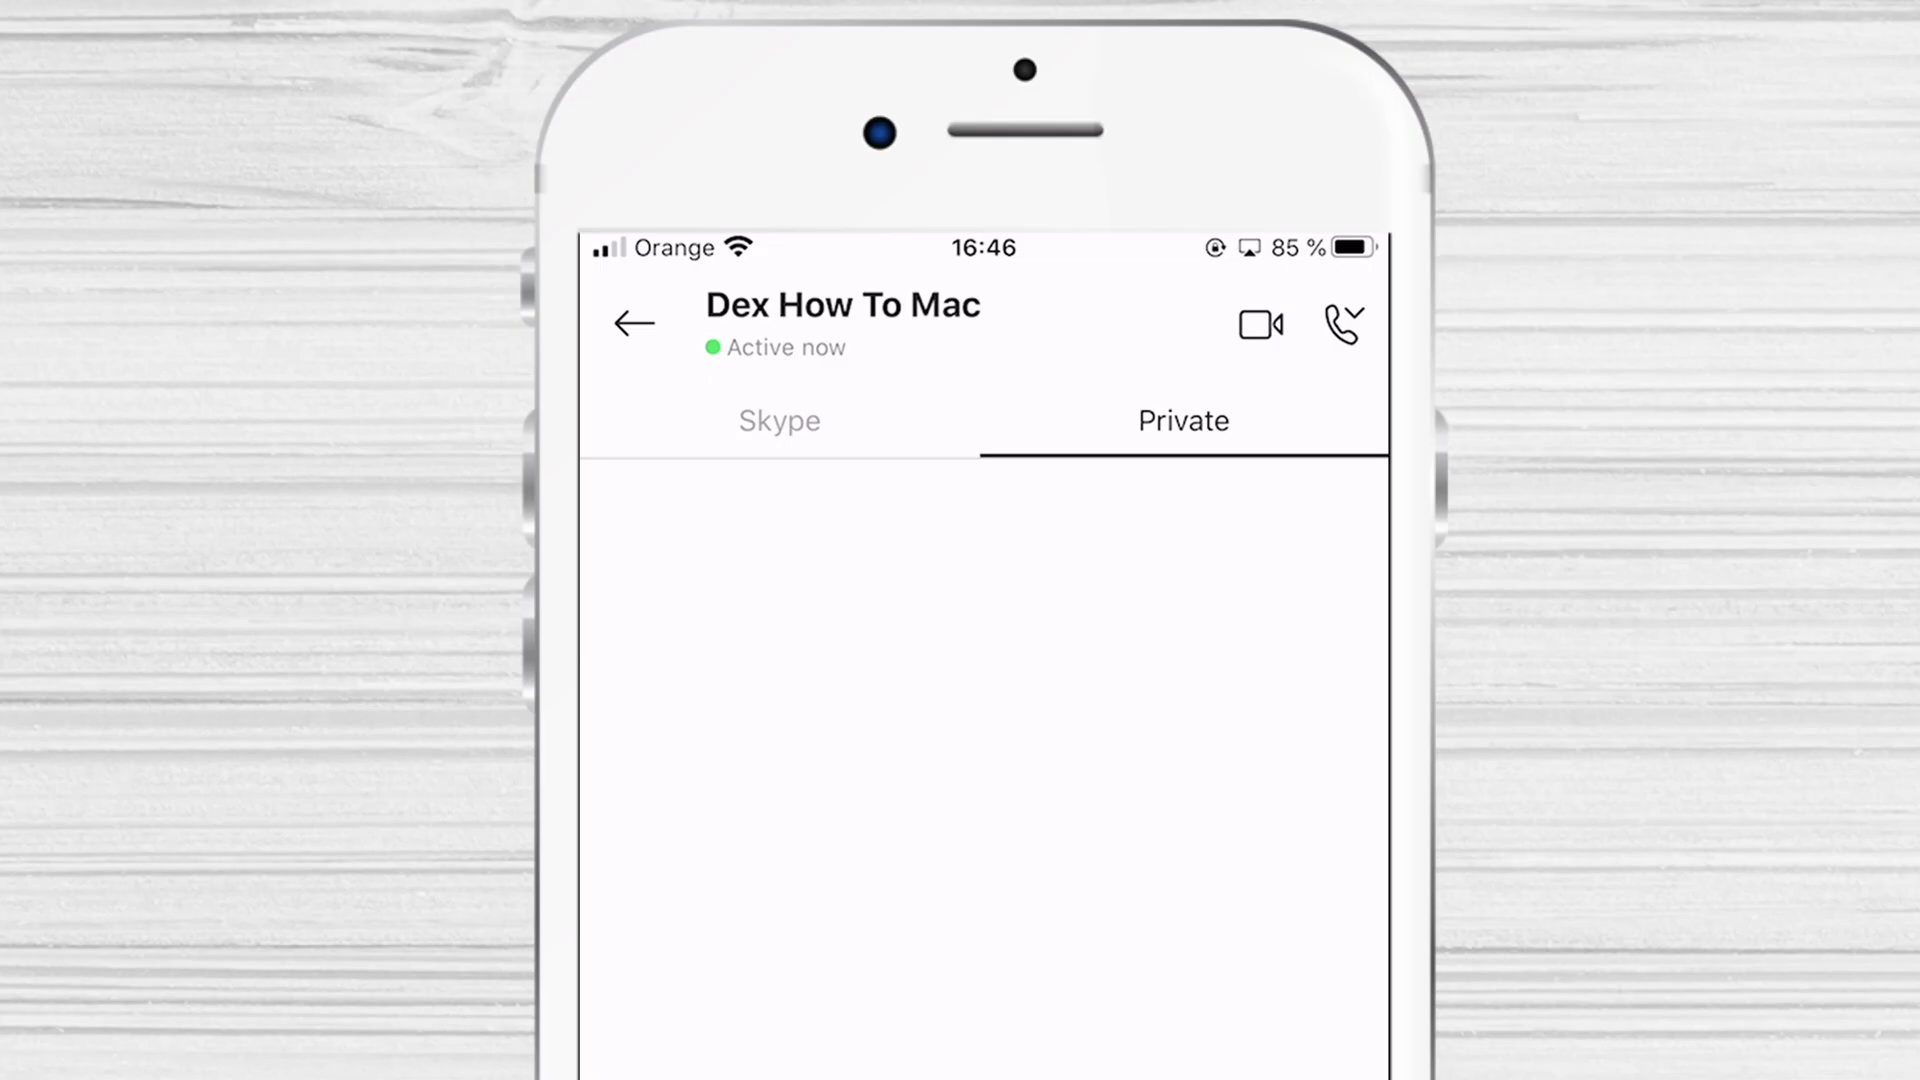 Orange 16:46 85 %
Dex How To Mac
Active now
Skype Private